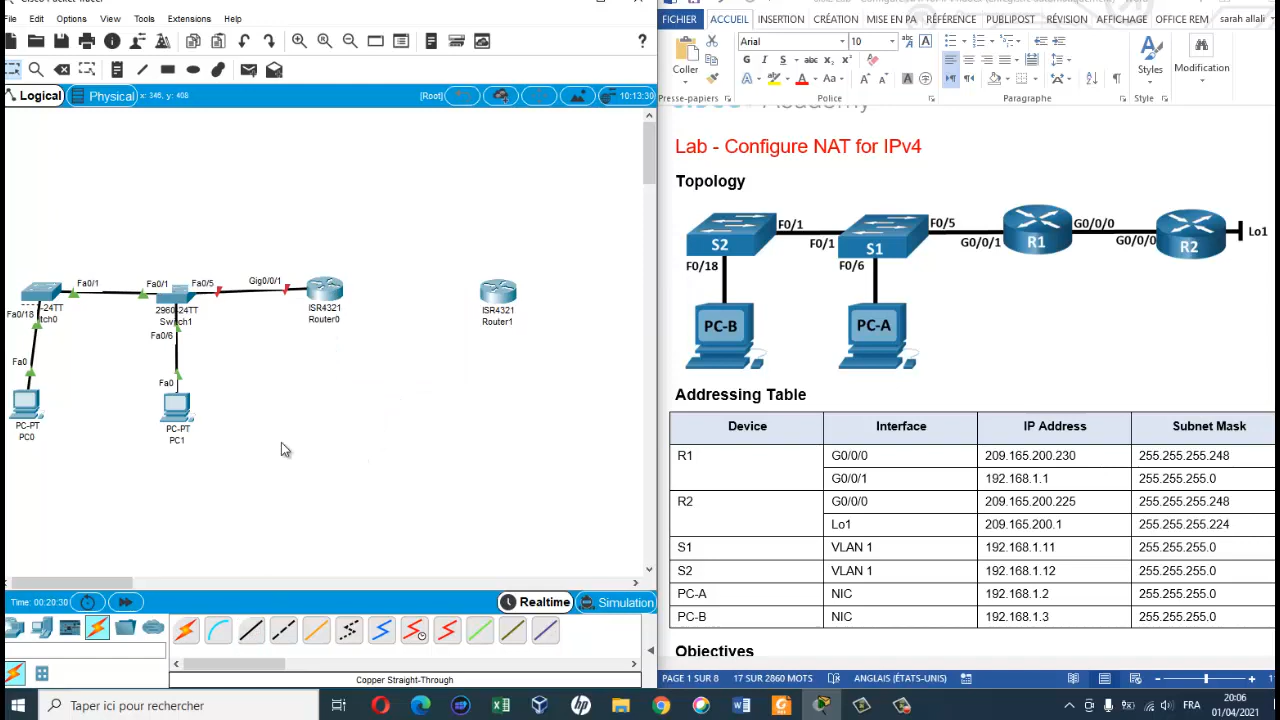 Edit Options View Tools Extensions Help
Logical Physical x: 346, y: 408 [Root] 10:13:30
Fa0/1 Fa0/1 Fa0/5 Gig0/0/1
-24TT 2960-24TT ISR4321 ISR4321
Switch1 Router0 Router1
Fa0/18 Fa0/6
Fa0 Fa0
PC-PT PC-PT
PC0 PC1
Time: 00:20:30 Realtime Simulation
Copper Straight-Through
FICHIER ACCUEIL INSERTION CRÉATION MISE EN PA RÉFÉRENCE PUBLIPOST RÉVISION AFFICHAGE OFFICE REM sarah allali
Arial 10
Coller Styles Modification
Presse-papiers Police Paragraphe Style
Academy
Lab - Configure NAT for IPv4
Topology
S2 F0/1 F0/1 S1 F0/5 G0/0/1 R1 G0/0/0 G0/0/0 R2 Lo1
F0/18 F0/6
PC-B PC-A
Addressing Table
Device Interface IP Address Subnet Mask
R1 G0/0/0 209.165.200.230 255.255.255.248
G0/0/1 192.168.1.1 255.255.255.0
R2 G0/0/0 209.165.200.225 255.255.255.248
Lo1 209.165.200.1 255.255.255.224
S1 VLAN 1 192.168.1.11 255.255.255.0
S2 VLAN 1 192.168.1.12 255.255.255.0
PC-A NIC 192.168.1.2 255.255.255.0
PC-B NIC 192.168.1.3 255.255.255.0
Objectives
PAGE 1 SUR 8 17 SUR 2860 MOTS ANGLAIS (ÉTATS-UNIS)
Taper ici pour rechercher
FRA
20:06
01/04/2021